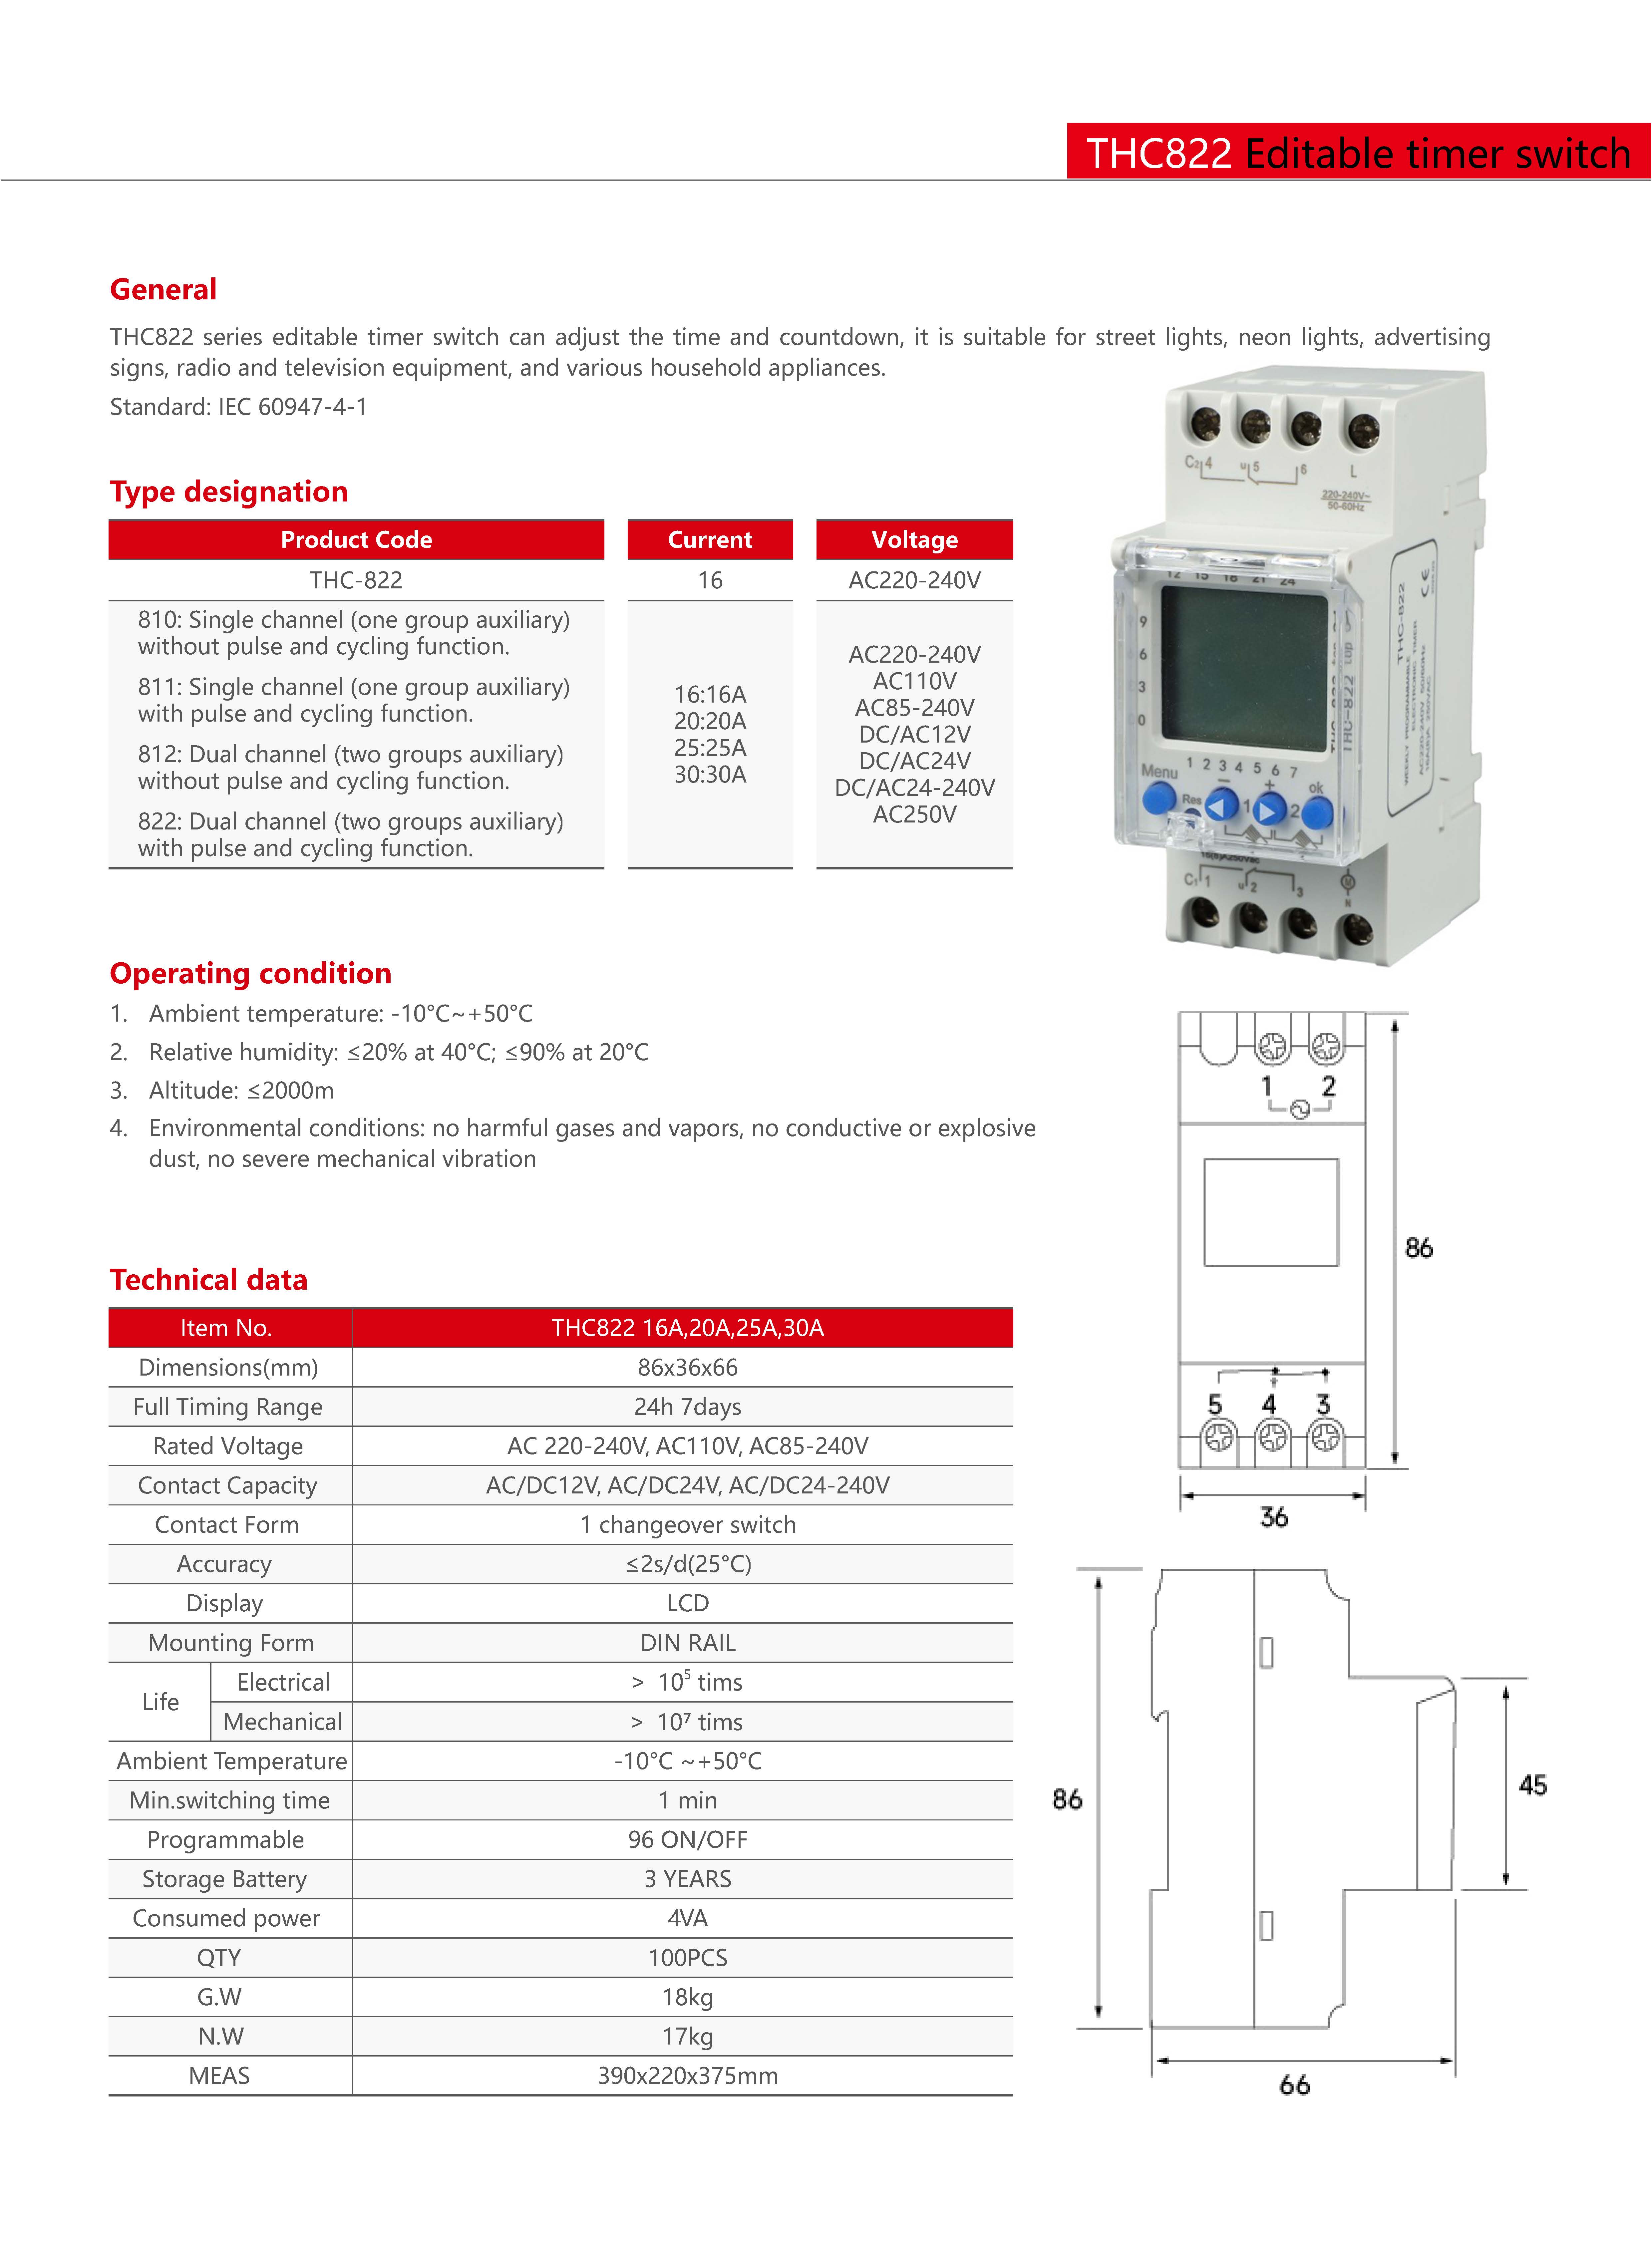 THC822 Editable timer switch
General
THC822 series editable timer switch can adjust the time and countdown, it is suitable for street lights, neon lights, advertising
signs, radio and television equipment, and various household appliances.
Standard: IEC 60947-4-1
Type designation
Product Code Current Voltage
THC-822 16 AC220-240V
810: Single channel (one group auxiliary)
without pulse and cycling function.
811: Single channel (one group auxiliary)
with pulse and cycling function.
812: Dual channel (two groups auxiliary)
without pulse and cycling function.
822: Dual channel (two groups auxiliary)
with pulse and cycling function.
16:16A
20:20A
25:25A
30:30A
AC220-240V
AC110V
AC85-240V
DC/AC12V
DC/AC24V
DC/AC24-240V
AC250V
C2 4 u 5 6 L
220-240V~
50-60Hz
12 15 18 21 24
9
6
3
0
1 2 3 4 5 6 7
Menu
Res
− + ok
1 2
THC-822 top
THC-822
WEEKLY PROGRAMMABLE
ELECTRONIC TIMER
AC220-240V 50/60Hz
CE
C1 1 u 2 3
M
N
Operating condition
1. Ambient temperature: -10°C~+50°C
2. Relative humidity: ≤20% at 40°C; ≤90% at 20°C
3. Altitude: ≤2000m
4. Environmental conditions: no harmful gases and vapors, no conductive or explosive
dust, no severe mechanical vibration
1 2
86
5 4 3
36
Technical data
Item No. THC822 16A,20A,25A,30A
Dimensions(mm) 86x36x66
Full Timing Range 24h 7days
Rated Voltage AC 220-240V, AC110V, AC85-240V
Contact Capacity AC/DC12V, AC/DC24V, AC/DC24-240V
Contact Form 1 changeover switch
Accuracy ≤2s/d(25°C)
Display LCD
Mounting Form DIN RAIL
Life Electrical > 10⁵ tims
Mechanical > 10⁷ tims
Ambient Temperature -10°C ~+50°C
Min.switching time 1 min
Programmable 96 ON/OFF
Storage Battery 3 YEARS
Consumed power 4VA
QTY 100PCS
G.W 18kg
N.W 17kg
MEAS 390x220x375mm
86
45
66